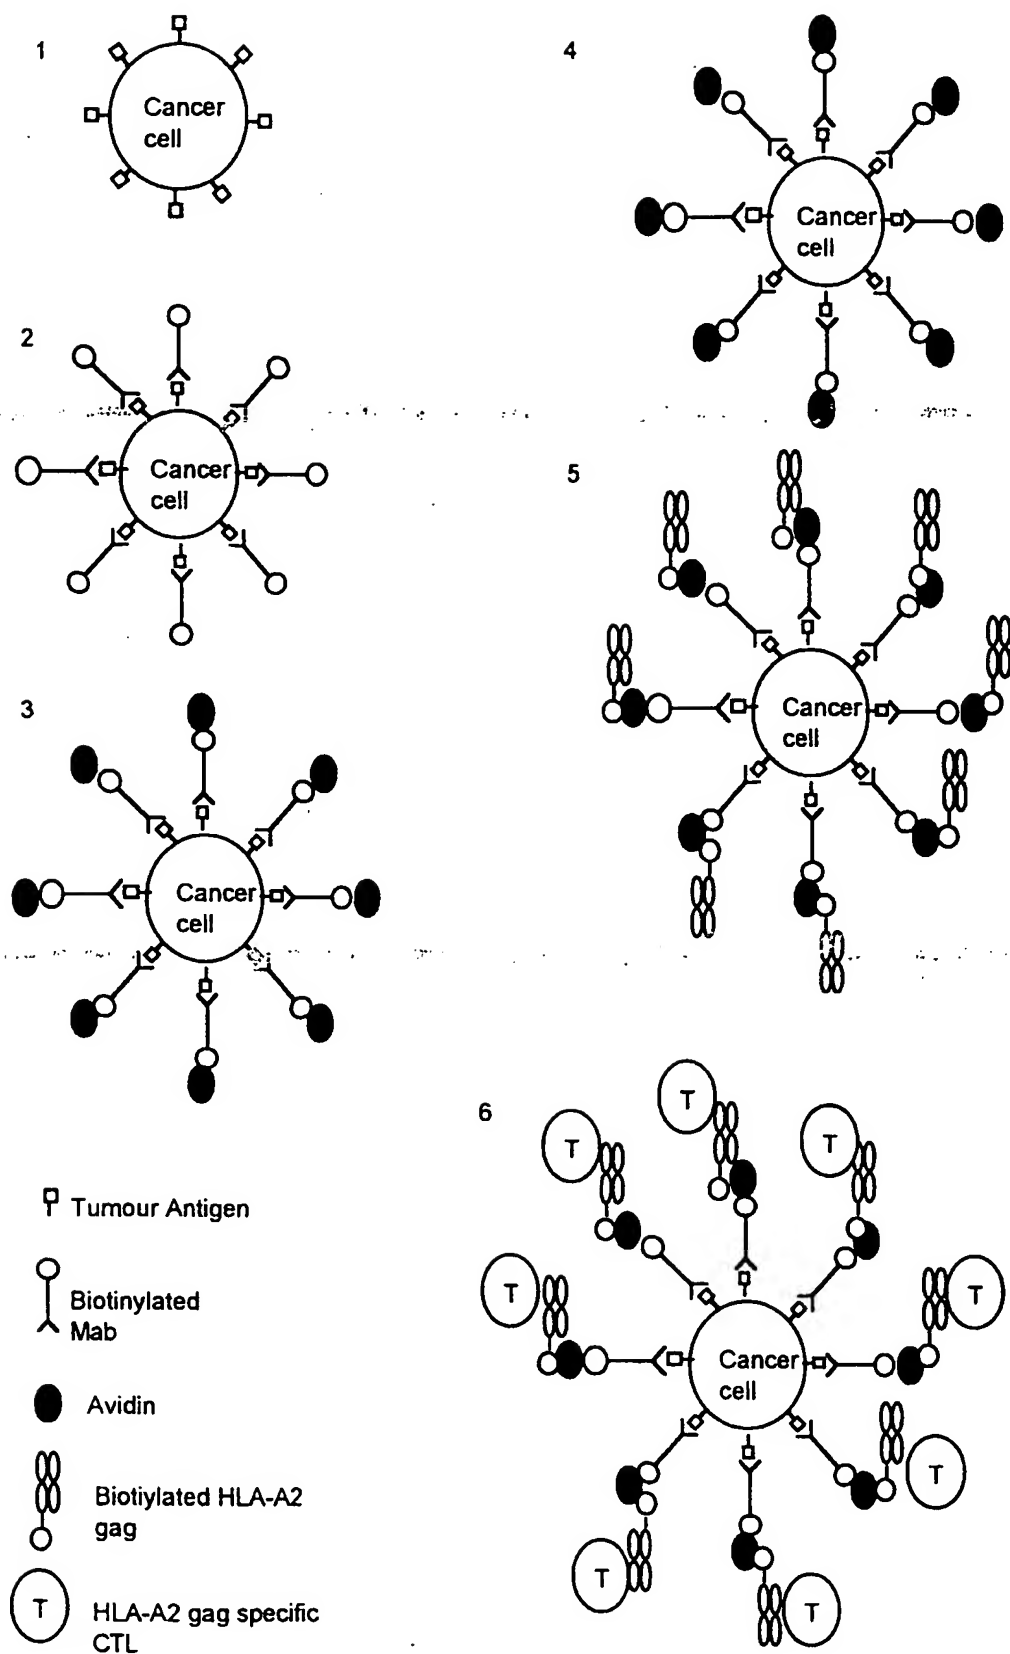 1
Cancer
cell
2
Cancer
cell
3
Cancer
cell
Tumour Antigen
Biotinylated
Mab
Avidin
Biotiylated HLA-A2
gag
T
HLA-A2 gag specific
CTL
4
Cancer
cell
5
Cancer
cell
6
T
T
T
T
T
Cancer
cell
T
T
T